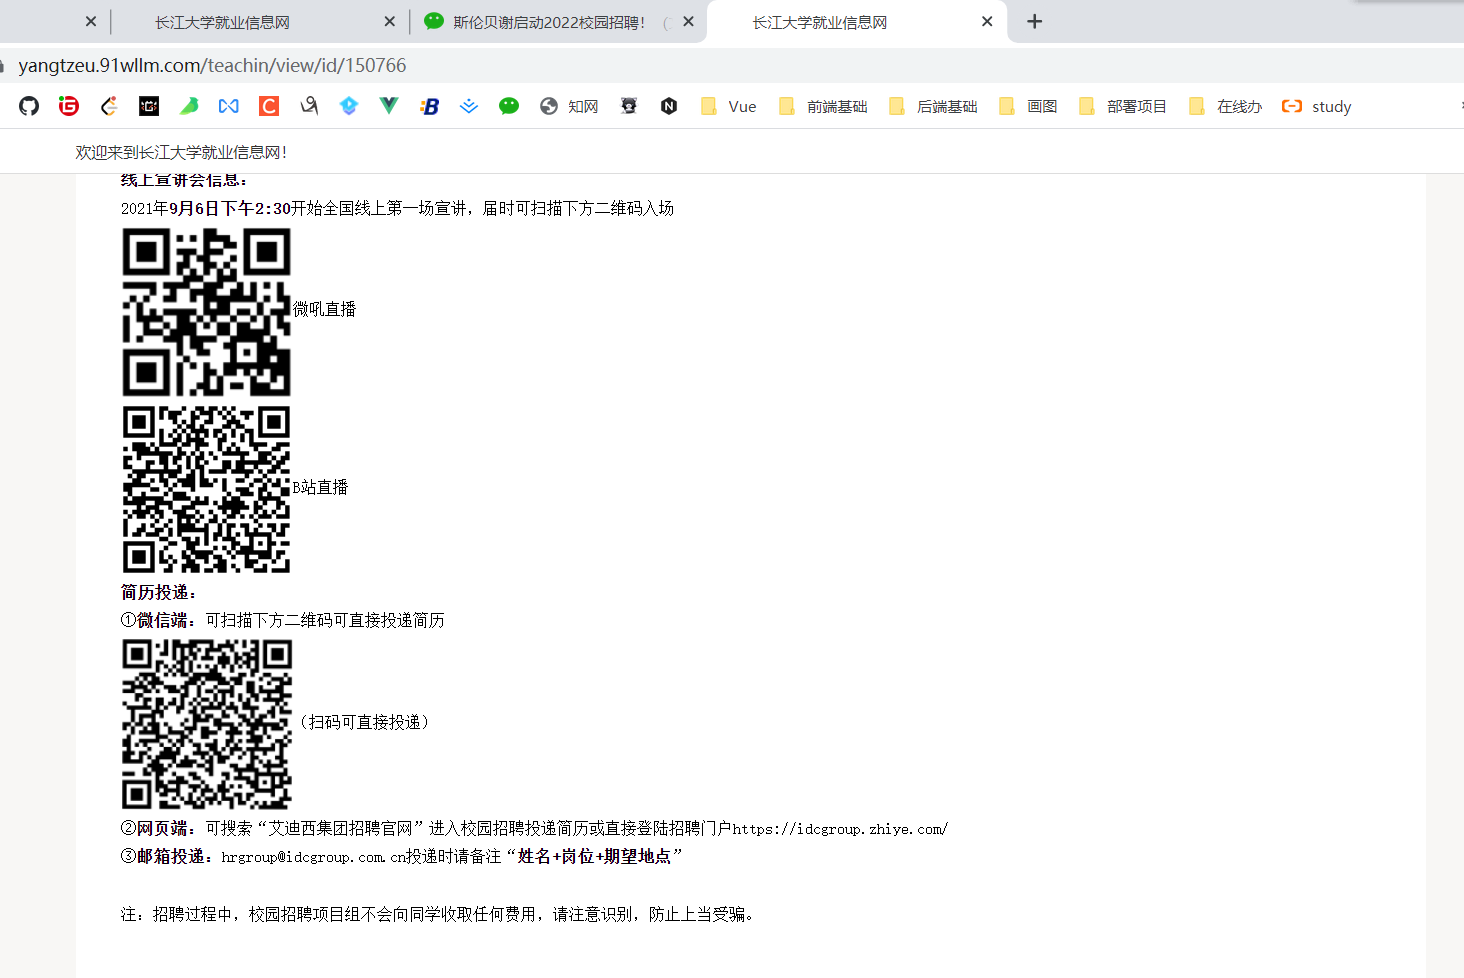 长江大学就业信息网
斯伦贝谢启动2022校园招聘！
长江大学就业信息网
yangtzeu.91wllm.com/teachin/view/id/150766
知网 Vue 前端基础 后端基础 画图 部署项目 在线办 study
欢迎来到长江大学就业信息网！
线上宣讲会信息：
2021年9月6日下午2:30开始全国线上第一场宣讲，届时可扫描下方二维码入场
微吼直播
B站直播
简历投递：
①微信端：可扫描下方二维码可直接投递简历
（扫码可直接投递）
②网页端：可搜索“艾迪西集团招聘官网”进入校园招聘投递简历或直接登陆招聘门户https://idcgroup.zhiye.com/
③邮箱投递：hrgroup@idcgroup.com.cn投递时请备注“姓名+岗位+期望地点”
注：招聘过程中，校园招聘项目组不会向同学收取任何费用，请注意识别，防止上当受骗。